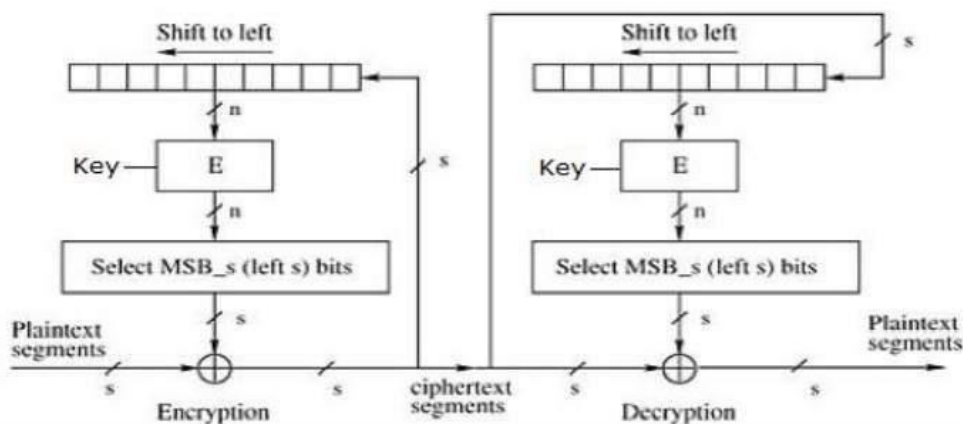 Shift to left
Shift to left
s
n
n
Key
E
s
Key
E
n
n
Select MSB_s (left s) bits
Select MSB_s (left s) bits
s
s
Plaintext
segments
Plaintext
segments
s
s
ciphertext
segments
s
s
Encryption
Decryption